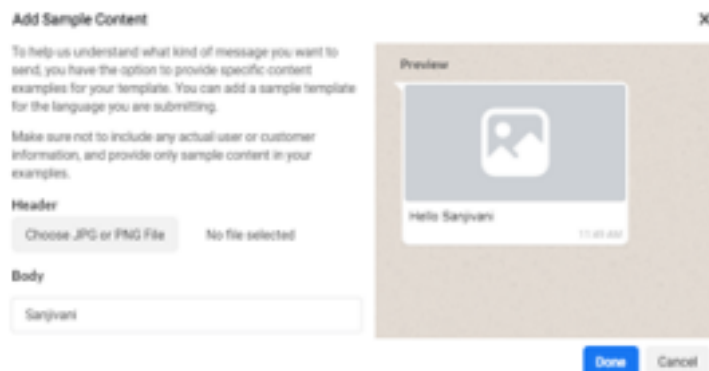 Add Sample Content
To help us understand what kind of message you want to
send, you have the option to provide specific content
examples for your template. You can add a sample template
for the language you are submitting.
Make sure not to include any actual user or customer
information, and provide only sample content in your
examples.
Header
Choose JPG or PNG File
No file selected
Body
Sanjivani
Preview
Hello Sanjivani
11:49 AM
Done
Cancel